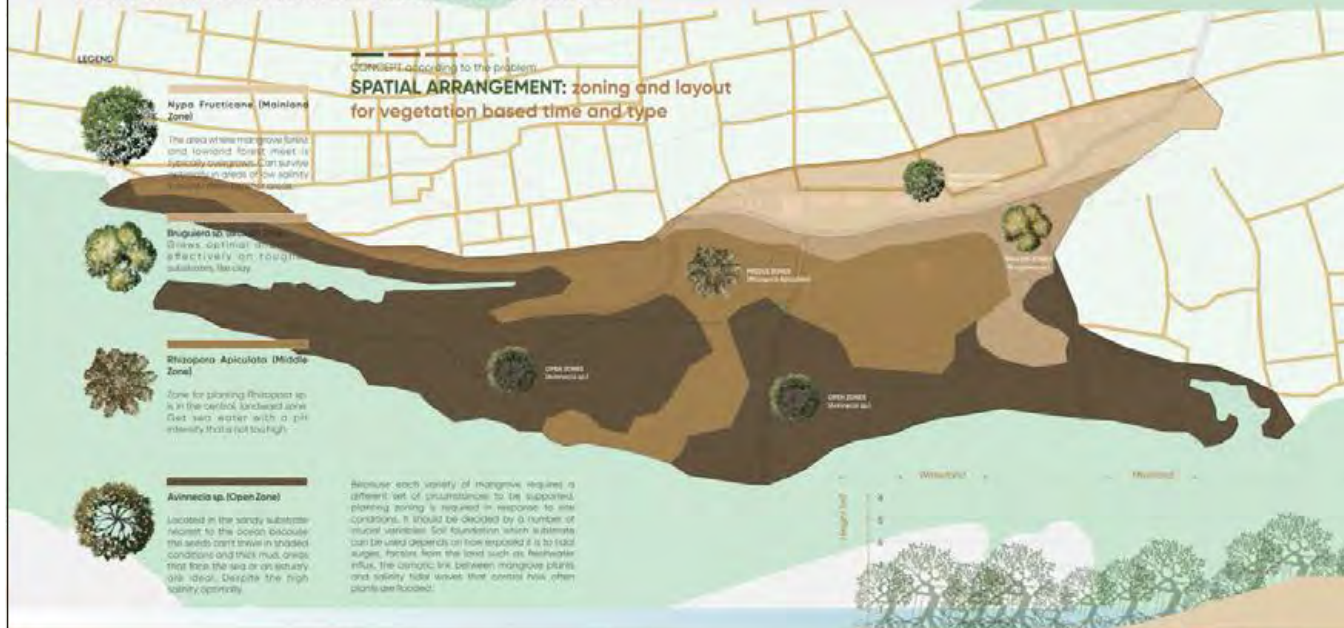 LEGEND
CONCEPT according to the problem
SPATIAL ARRANGEMENT: zoning and layout
for vegetation based time and type
Nypa Fructicane (Mainland
Zone)
The area where mangrove forest
and lowland forest meet is
typically overgrown. Can survive
in areas of low salinity
Bruguiera sp.
Grows optimal
effectively on tough
substrates, like clay
Rhizopora Apiculata (Middle
Zone)
Zone for planting Rhizopora sp.
is in the central, landward zone.
Get sea water with a pH
intensity that is not too high
Avinnecia sp. (Open Zone)
Located in the sandy substrate
nearest to the ocean because
the seeds can't thrive in shaded
conditions and thick mud, areas
that face the sea or an estuary
are ideal. Despite the high
salinity, optimally.
Because each variety of mangrove requires a
different set of circumstances to be supported,
planting zoning is required in response to site
conditions. It should be decided by a number of
crucial variables: Soil foundation which substrate
can be used depends on how exposed it is to tidal
surges, factors from the land such as freshwater
influx, the osmotic link between mangrove plants
and salinity tidal waves that control how often
plants are flooded.
MIDDLE ZONES
OPEN ZONES
(Avinnecia sp.)
OPEN ZONES
(Avinnecia sp.)